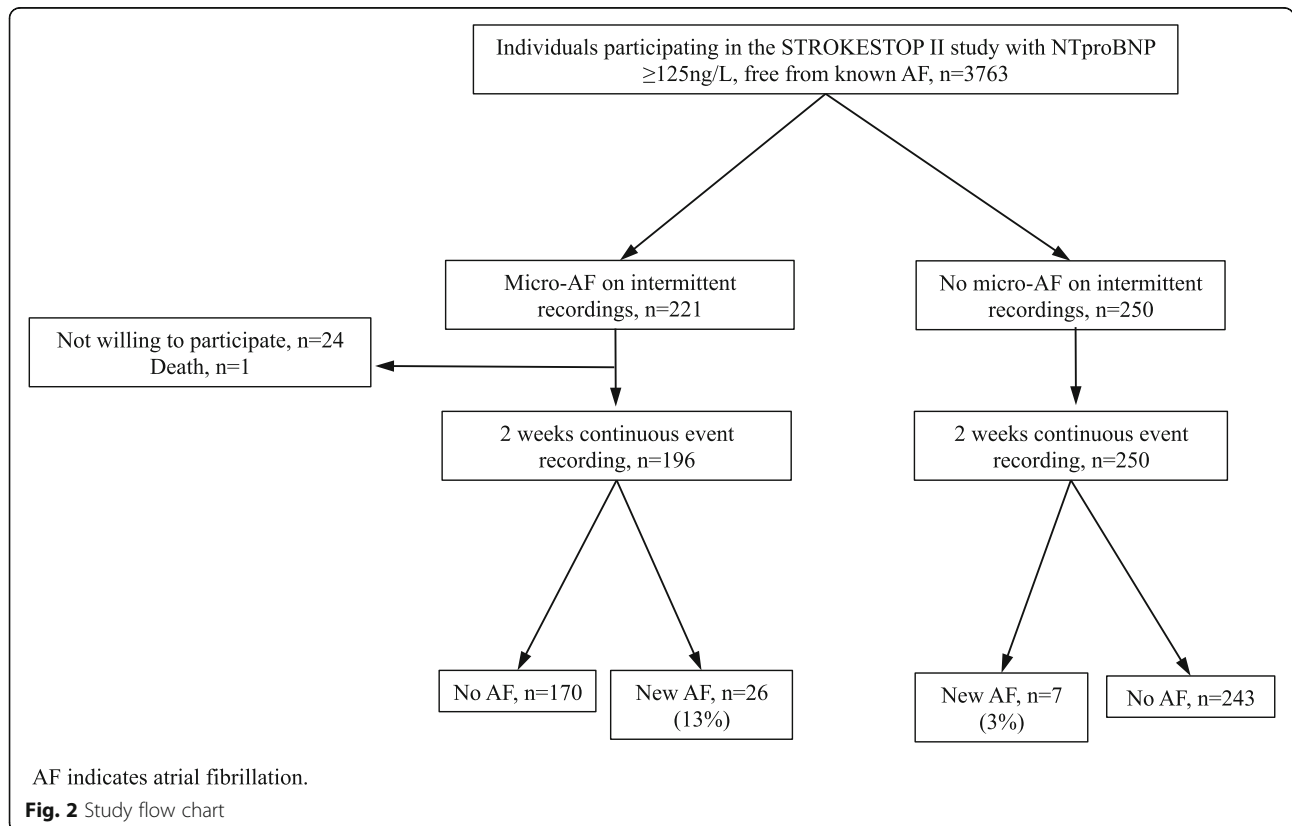 Individuals participating in the STROKESTOP II study with NTproBNP
≥125ng/L, free from known AF, n=3763
Micro-AF on intermittent
recordings, n=221
No micro-AF on intermittent
recordings, n=250
Not willing to participate, n=24
Death, n=1
2 weeks continuous event
recording, n=196
2 weeks continuous event
recording, n=250
No AF, n=170
New AF, n=26
(13%)
New AF, n=7
(3%)
No AF, n=243
AF indicates atrial fibrillation.
Fig. 2 Study flow chart